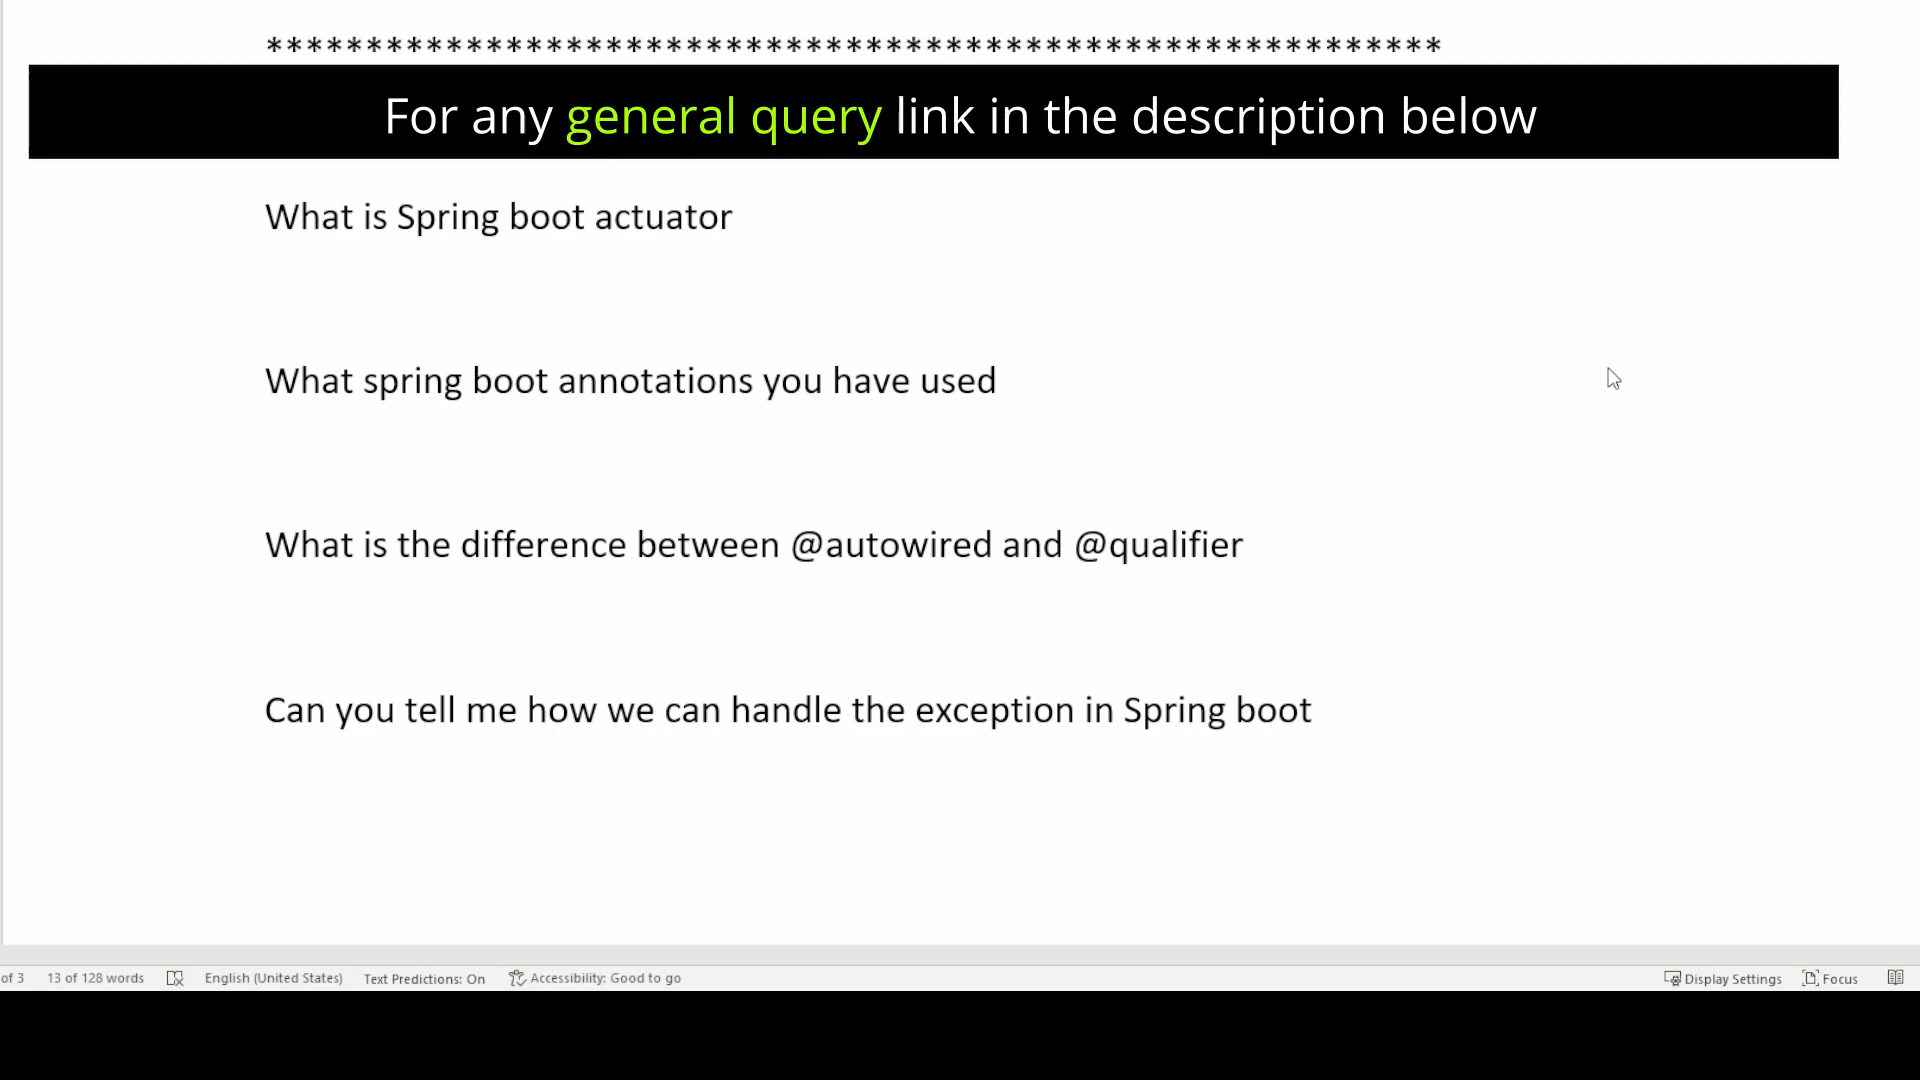 ***********************************************************
For any general query link in the description below
What is Spring boot actuator
What spring boot annotations you have used
What is the difference between @autowired and @qualifier
Can you tell me how we can handle the exception in Spring boot
of 3 13 of 128 words English (United States) Text Predictions: On Accessibility: Good to go Display Settings Focus